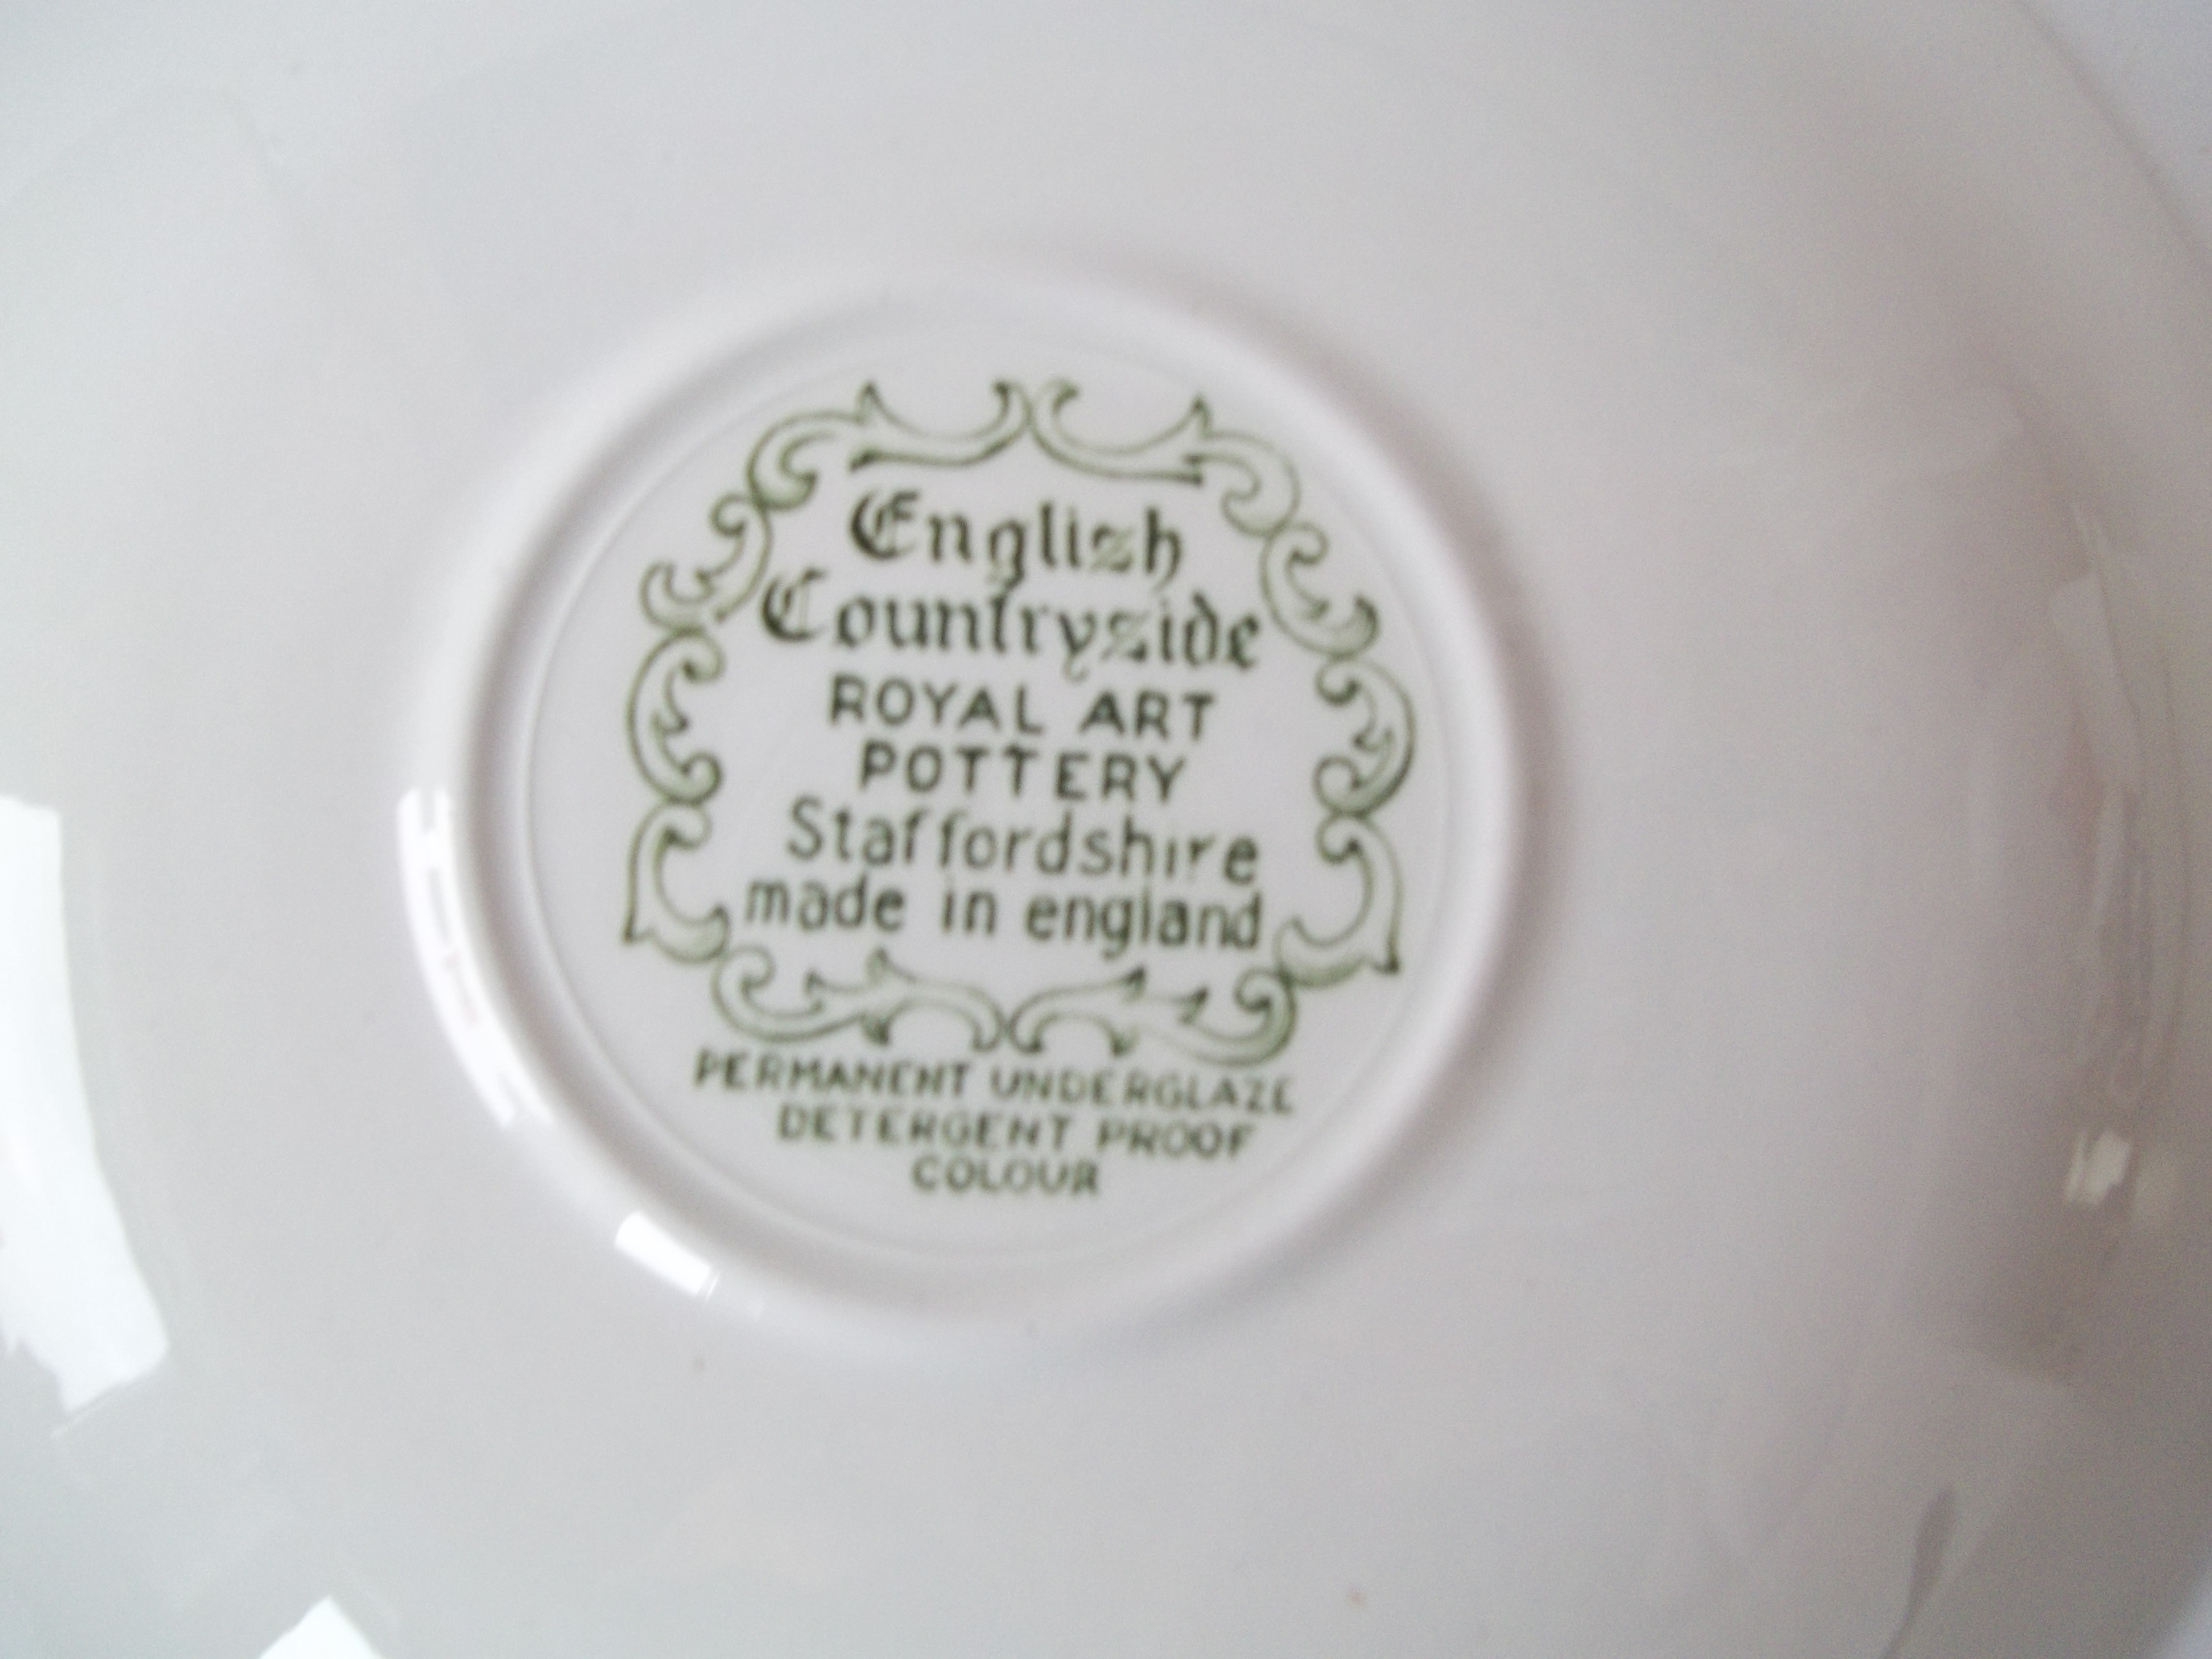 English
Countryside
ROYAL ART
POTTERY
Staffordshire
made in england
PERMANENT UNDERGLAZE
DETERGENT PROOF
COLOUR